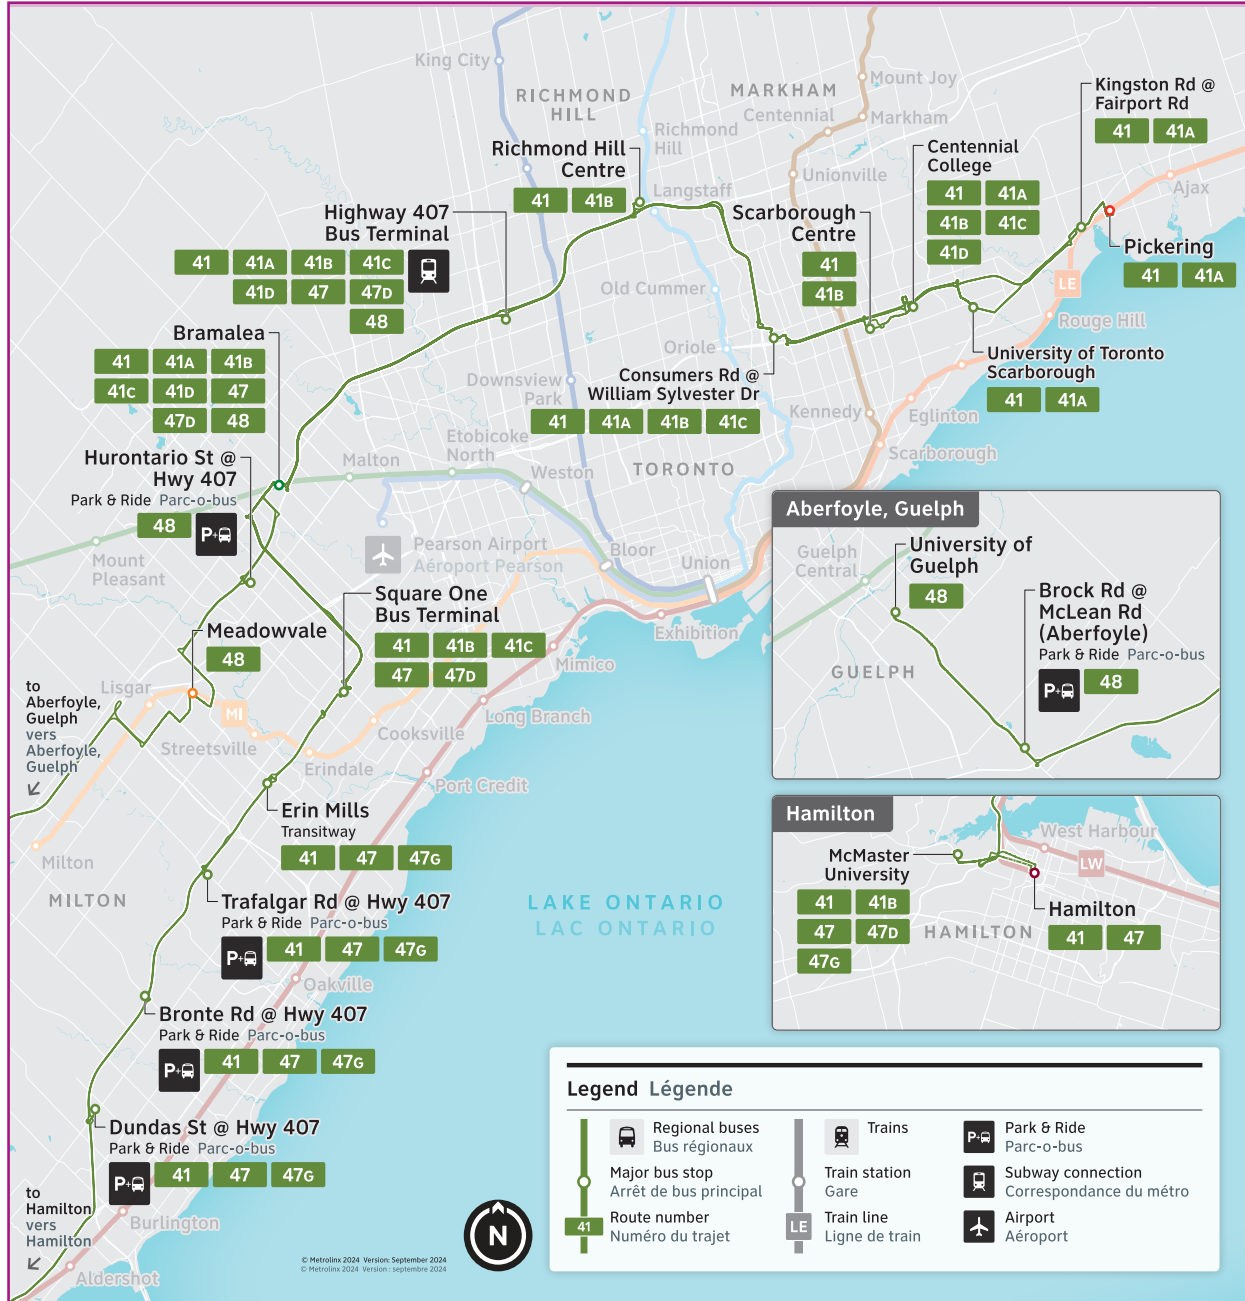 King City
RICHMOND
HILL
MARKHAM
Centennial
Mount Joy
Markham
Kingston Rd @
Fairport Rd
41 41A
Richmond
Hill
Richmond Hill
Centre
41 41B
Langstaff
Unionville
Centennial
College
41 41A
41B 41C
41D
Ajax
Highway 407
Bus Terminal
41 41A 41B 41C
41D 47 47D
48
Scarborough
Centre
41
41B
Pickering
41 41A
LE
Old Cummer
Rouge Hill
Bramalea
41 41A 41B
41C 41D 47
47D 48
Oriole
University of Toronto
Scarborough
41 41A
Downsview
Park
Consumers Rd @
William Sylvester Dr
41 41A 41B 41C
Kennedy
Eglinton
Scarborough
Etobicoke
North
Malton
Weston
TORONTO
Hurontario St @
Hwy 407
Park & Ride Parc-o-bus
48 P+
Mount
Pleasant
Pearson Airport
Aéroport Pearson
Bloor
Union
Exhibition
Square One
Bus Terminal
41 41B 41C
47 47D
Mimico
Meadowvale
48
Lisgar
MI
Streetsville
Long Branch
Cooksville
Erindale
Port Credit
to
Aberfoyle,
Guelph
vers
Aberfoyle,
Guelph
Milton
MILTON
Erin Mills
Transitway
41 47 47G
Trafalgar Rd @ Hwy 407
Park & Ride Parc-o-bus
P+ 41 47 47G
LAKE ONTARIO
LAC ONTARIO
Oakville
Bronte Rd @ Hwy 407
Park & Ride Parc-o-bus
P+ 41 47 47G
Dundas St @ Hwy 407
Park & Ride Parc-o-bus
P+ 41 47 47G
to
Hamilton
vers
Hamilton
Burlington
Aldershot
Aberfoyle, Guelph
Guelph
Central
University of
Guelph
48
Brock Rd @
McLean Rd
(Aberfoyle)
Park & Ride Parc-o-bus
P+ 48
GUELPH
Hamilton
West Harbour
LW
McMaster
University
41 41B
47 47D
47G
HAMILTON
Hamilton
41 47
N
© Metrolinx 2024 Version: September 2024
© Metrolinx 2024 Version : septembre 2024
Legend Légende
Regional buses
Bus régionaux
Major bus stop
Arrêt de bus principal
41
Route number
Numéro du trajet
Trains
Train station
Gare
LE
Train line
Ligne de train
P+
Park & Ride
Parc-o-bus
Subway connection
Correspondance du métro
Airport
Aéroport